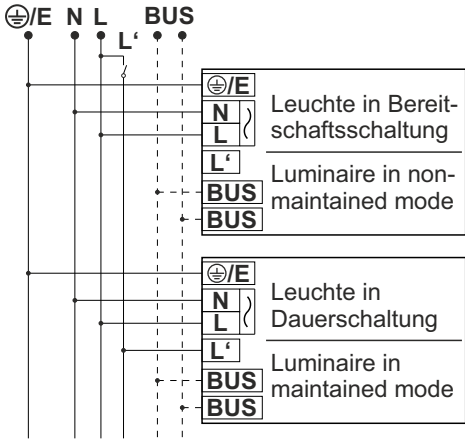 ⏚/E N L BUS
L‘
⏚/E
N
L
L‘
BUS
BUS
Leuchte in Bereit-
schaftsschaltung
Luminaire in non-
maintained mode
⏚/E
N
L
L‘
BUS
BUS
Leuchte in
Dauerschaltung
Luminaire in
maintained mode